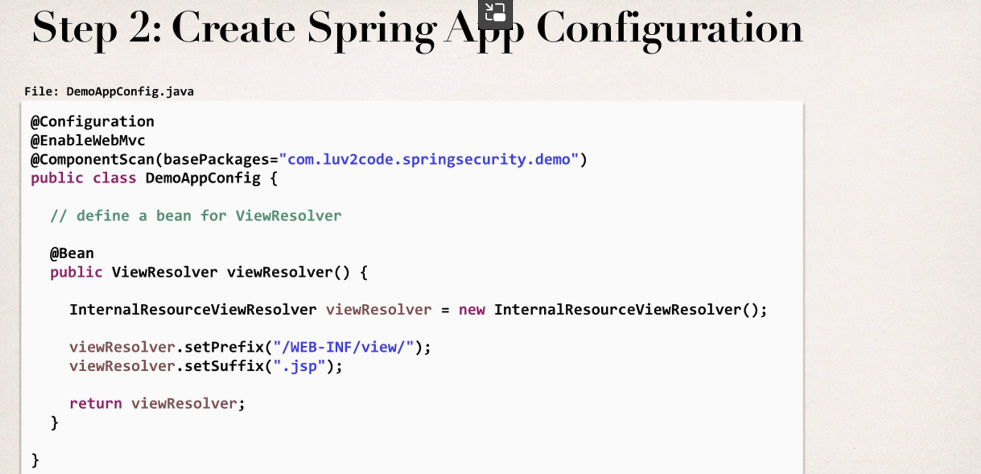 Step 2: Create Spring App Configuration
File: DemoAppConfig.java
@Configuration
@EnableWebMvc
@ComponentScan(basePackages="com.luv2code.springsecurity.demo")
public class DemoAppConfig {
// define a bean for ViewResolver
@Bean
public ViewResolver viewResolver() {
InternalResourceViewResolver viewResolver = new InternalResourceViewResolver();
viewResolver.setPrefix("/WEB-INF/view/");
viewResolver.setSuffix(".jsp");
return viewResolver;
}
}